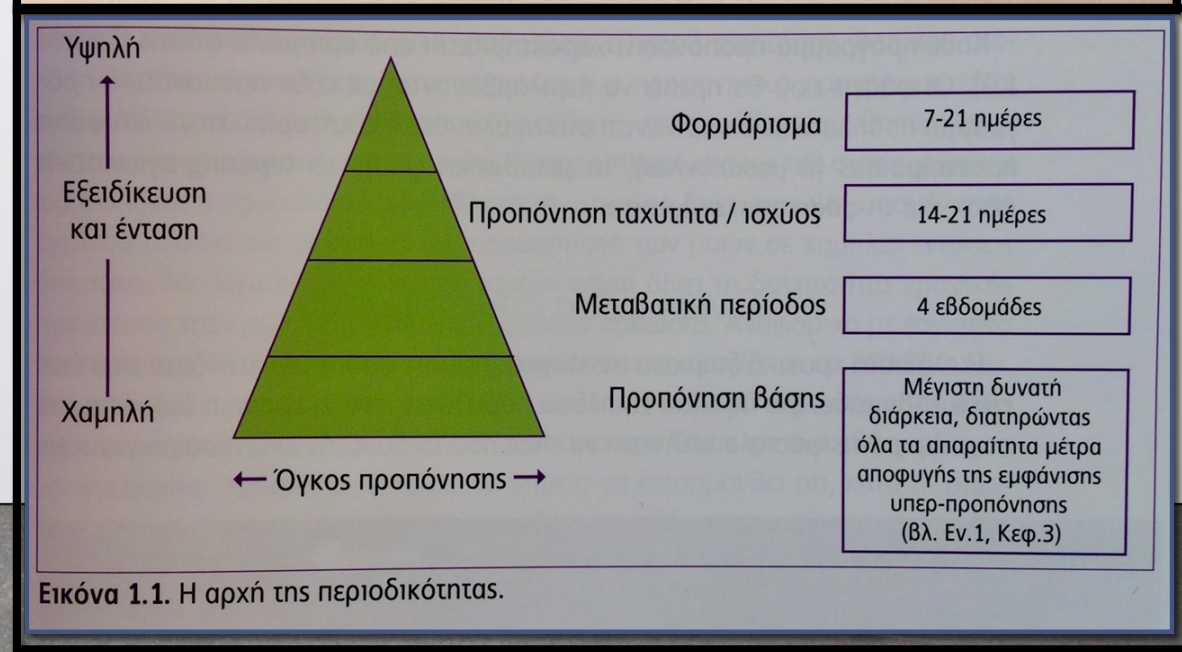 Υψηλή
Εξειδίκευση
και ένταση
Χαμηλή
Φορμάρισμα
7-21 ημέρες
Προπόνηση ταχύτητα / ισχύος
14-21 ημέρες
Μεταβατική περίοδος
4 εβδομάδες
Προπόνηση βάσης
Μέγιστη δυνατή
διάρκεια, διατηρώντας
όλα τα απαραίτητα μέτρα
αποφυγής της εμφάνισης
υπερ-προπόνησης
(βλ. Εν.1, Κεφ.3)
Όγκος προπόνησης
Εικόνα 1.1. Η αρχή της περιοδικότητας.